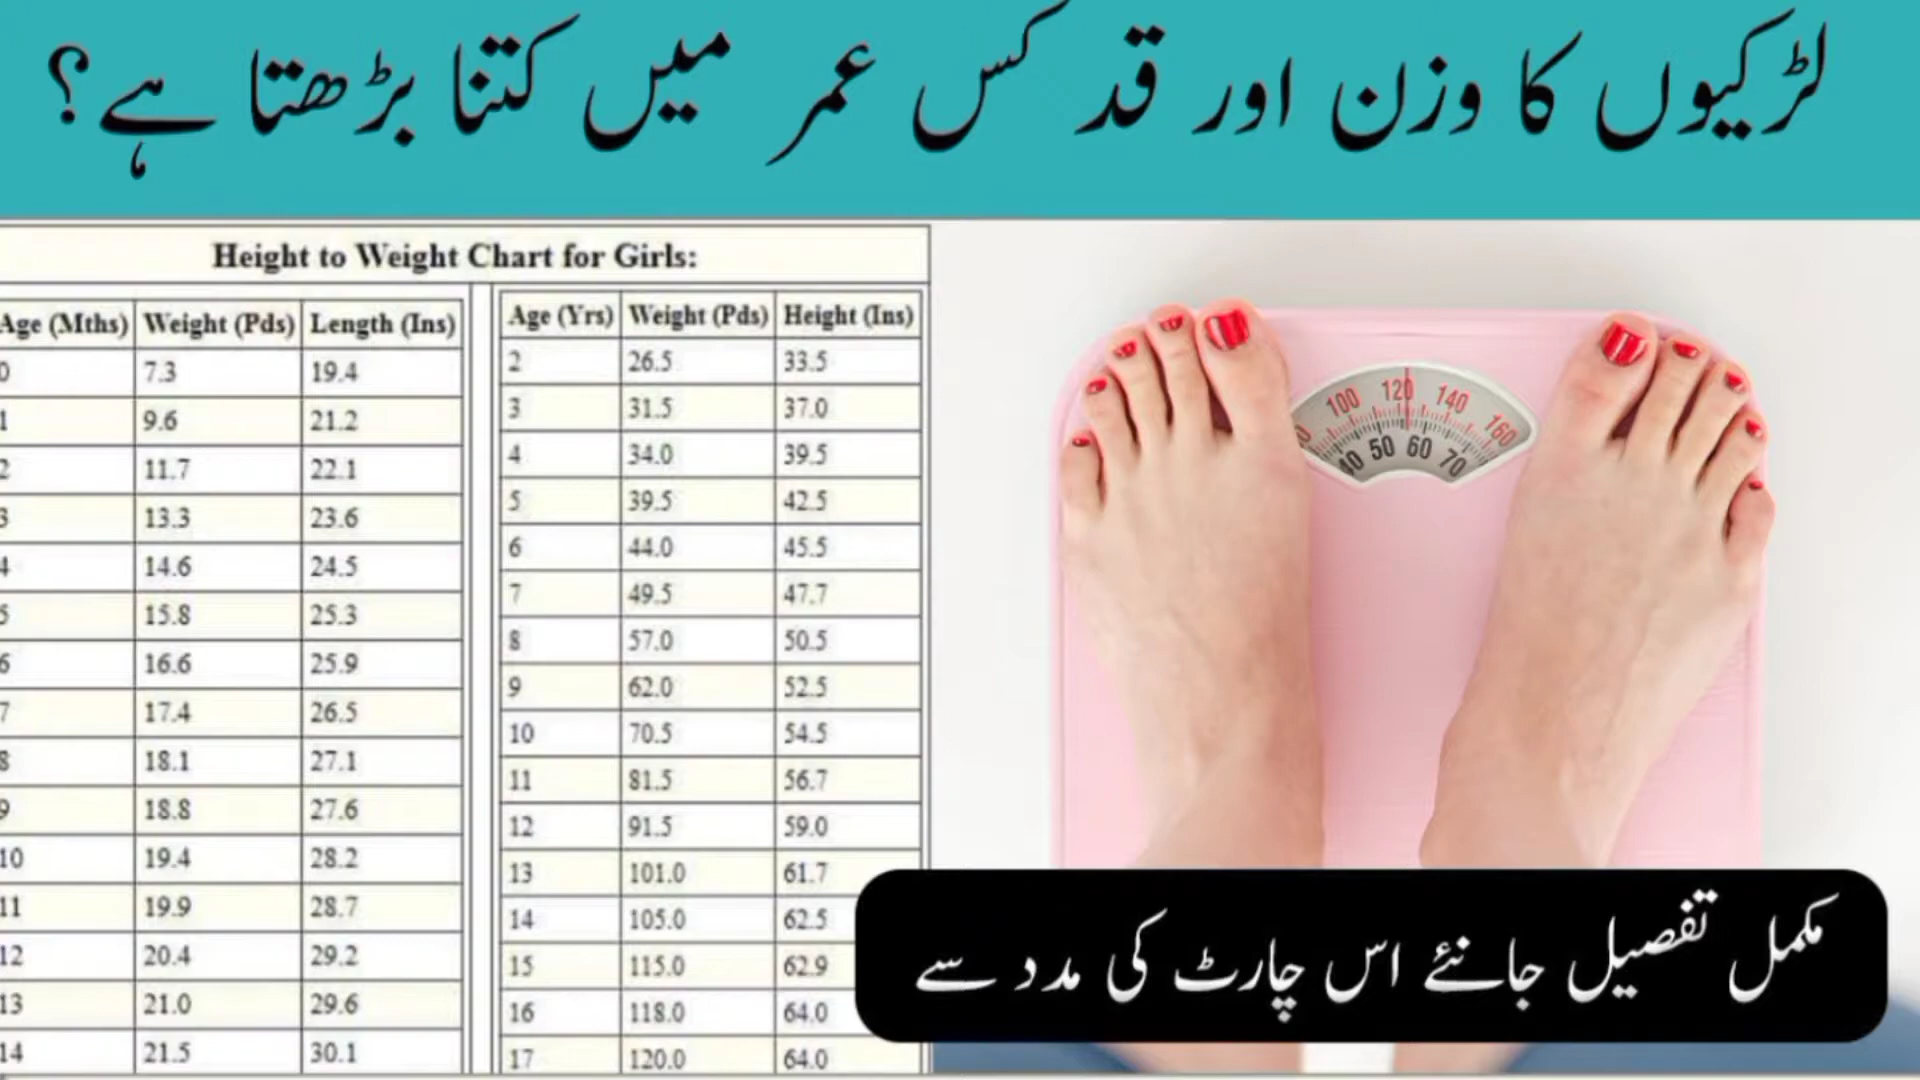 لڑکیوں کا وزن اور قد کس عمر میں کتنا بڑھتا ہے؟
Height to Weight Chart for Girls:
Age (Mths) Weight (Pds) Length (Ins)
0 7.3 19.4
1 9.6 21.2
2 11.7 22.1
3 13.3 23.6
4 14.6 24.5
5 15.8 25.3
6 16.6 25.9
7 17.4 26.5
8 18.1 27.1
9 18.8 27.6
10 19.4 28.2
11 19.9 28.7
12 20.4 29.2
13 21.0 29.6
14 21.5 30.1
Age (Yrs) Weight (Pds) Height (Ins)
2 26.5 33.5
3 31.5 37.0
4 34.0 39.5
5 39.5 42.5
6 44.0 45.5
7 49.5 47.7
8 57.0 50.5
9 62.0 52.5
10 70.5 54.5
11 81.5 56.7
12 91.5 59.0
13 101.0 61.7
14 105.0 62.5
15 115.0 62.9
16 118.0 64.0
17 120.0 64.0
100 120 140 160
40 50 60 70
مکمل تفصیل جانئے اس چارٹ کی مدد سے